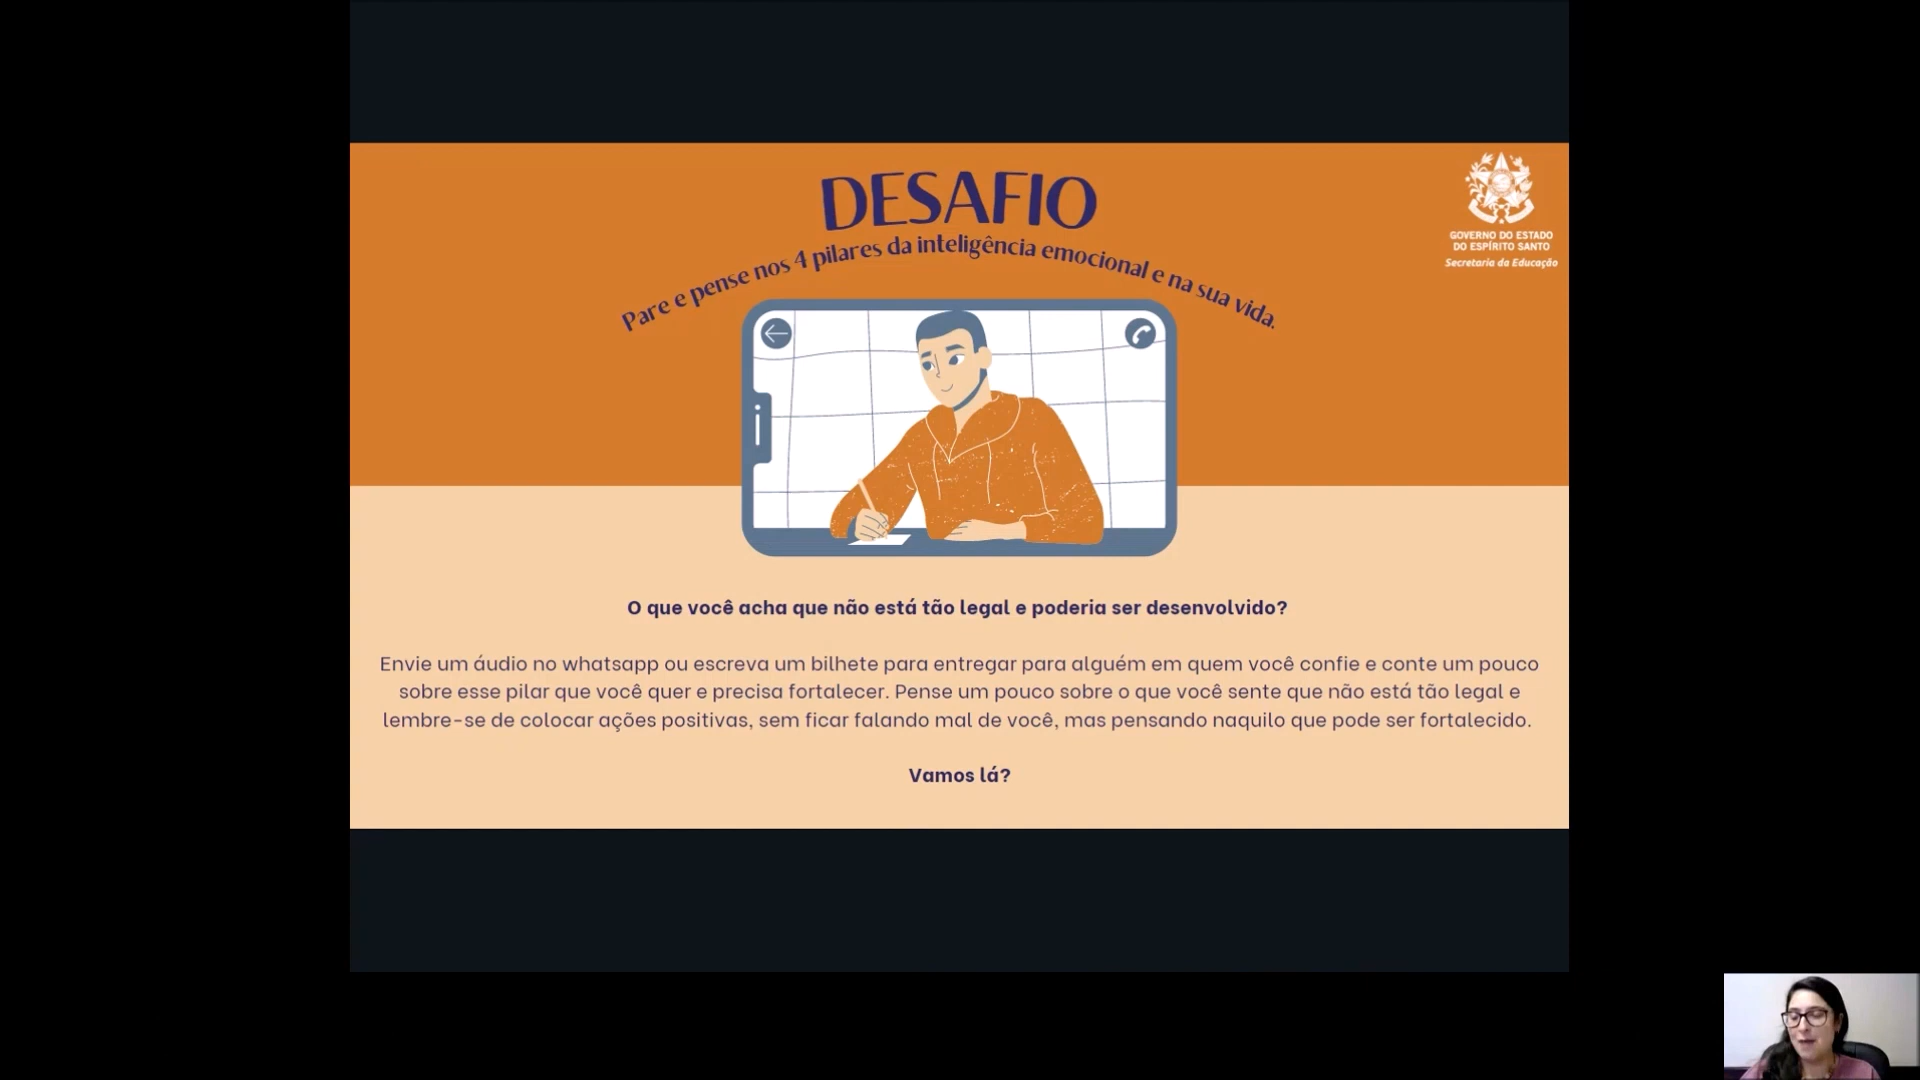 DESAFIO
Pare e pense nos 4 pilares da inteligência emocional e na sua vida.
GOVERNO DO ESTADO
DO ESPÍRITO SANTO
Secretaria da Educação
O que você acha que não está tão legal e poderia ser desenvolvido?
Envie um áudio no whatsapp ou escreva um bilhete para entregar para alguém em quem você confie e conte um pouco
sobre esse pilar que você quer e precisa fortalecer. Pense um pouco sobre o que você sente que não está tão legal e
lembre-se de colocar ações positivas, sem ficar falando mal de você, mas pensando naquilo que pode ser fortalecido.
Vamos lá?